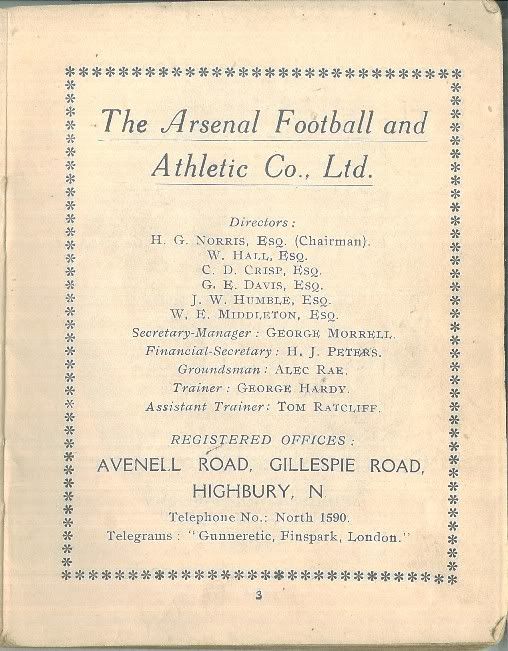 The Arsenal Football and
Athletic Co., Ltd.
Directors :
H. G. NORRIS, ESQ. (Chairman).
W. HALL, ESQ.
C. D. CRISP, ESQ.
G. E. DAVIS, ESQ.
J. W. HUMBLE, ESQ.
W. E. MIDDLETON, ESQ.
Secretary-Manager : GEORGE MORRELL.
Financial-Secretary : H. J. PETERS.
Groundsman : ALEC RAE.
Trainer : GEORGE HARDY.
Assistant Trainer : TOM RATCLIFF.
REGISTERED OFFICES :
AVENELL ROAD, GILLESPIE ROAD,
HIGHBURY, N
Telephone No.: North 1590.
Telegrams : "Gunneretic, Finspark, London."
3